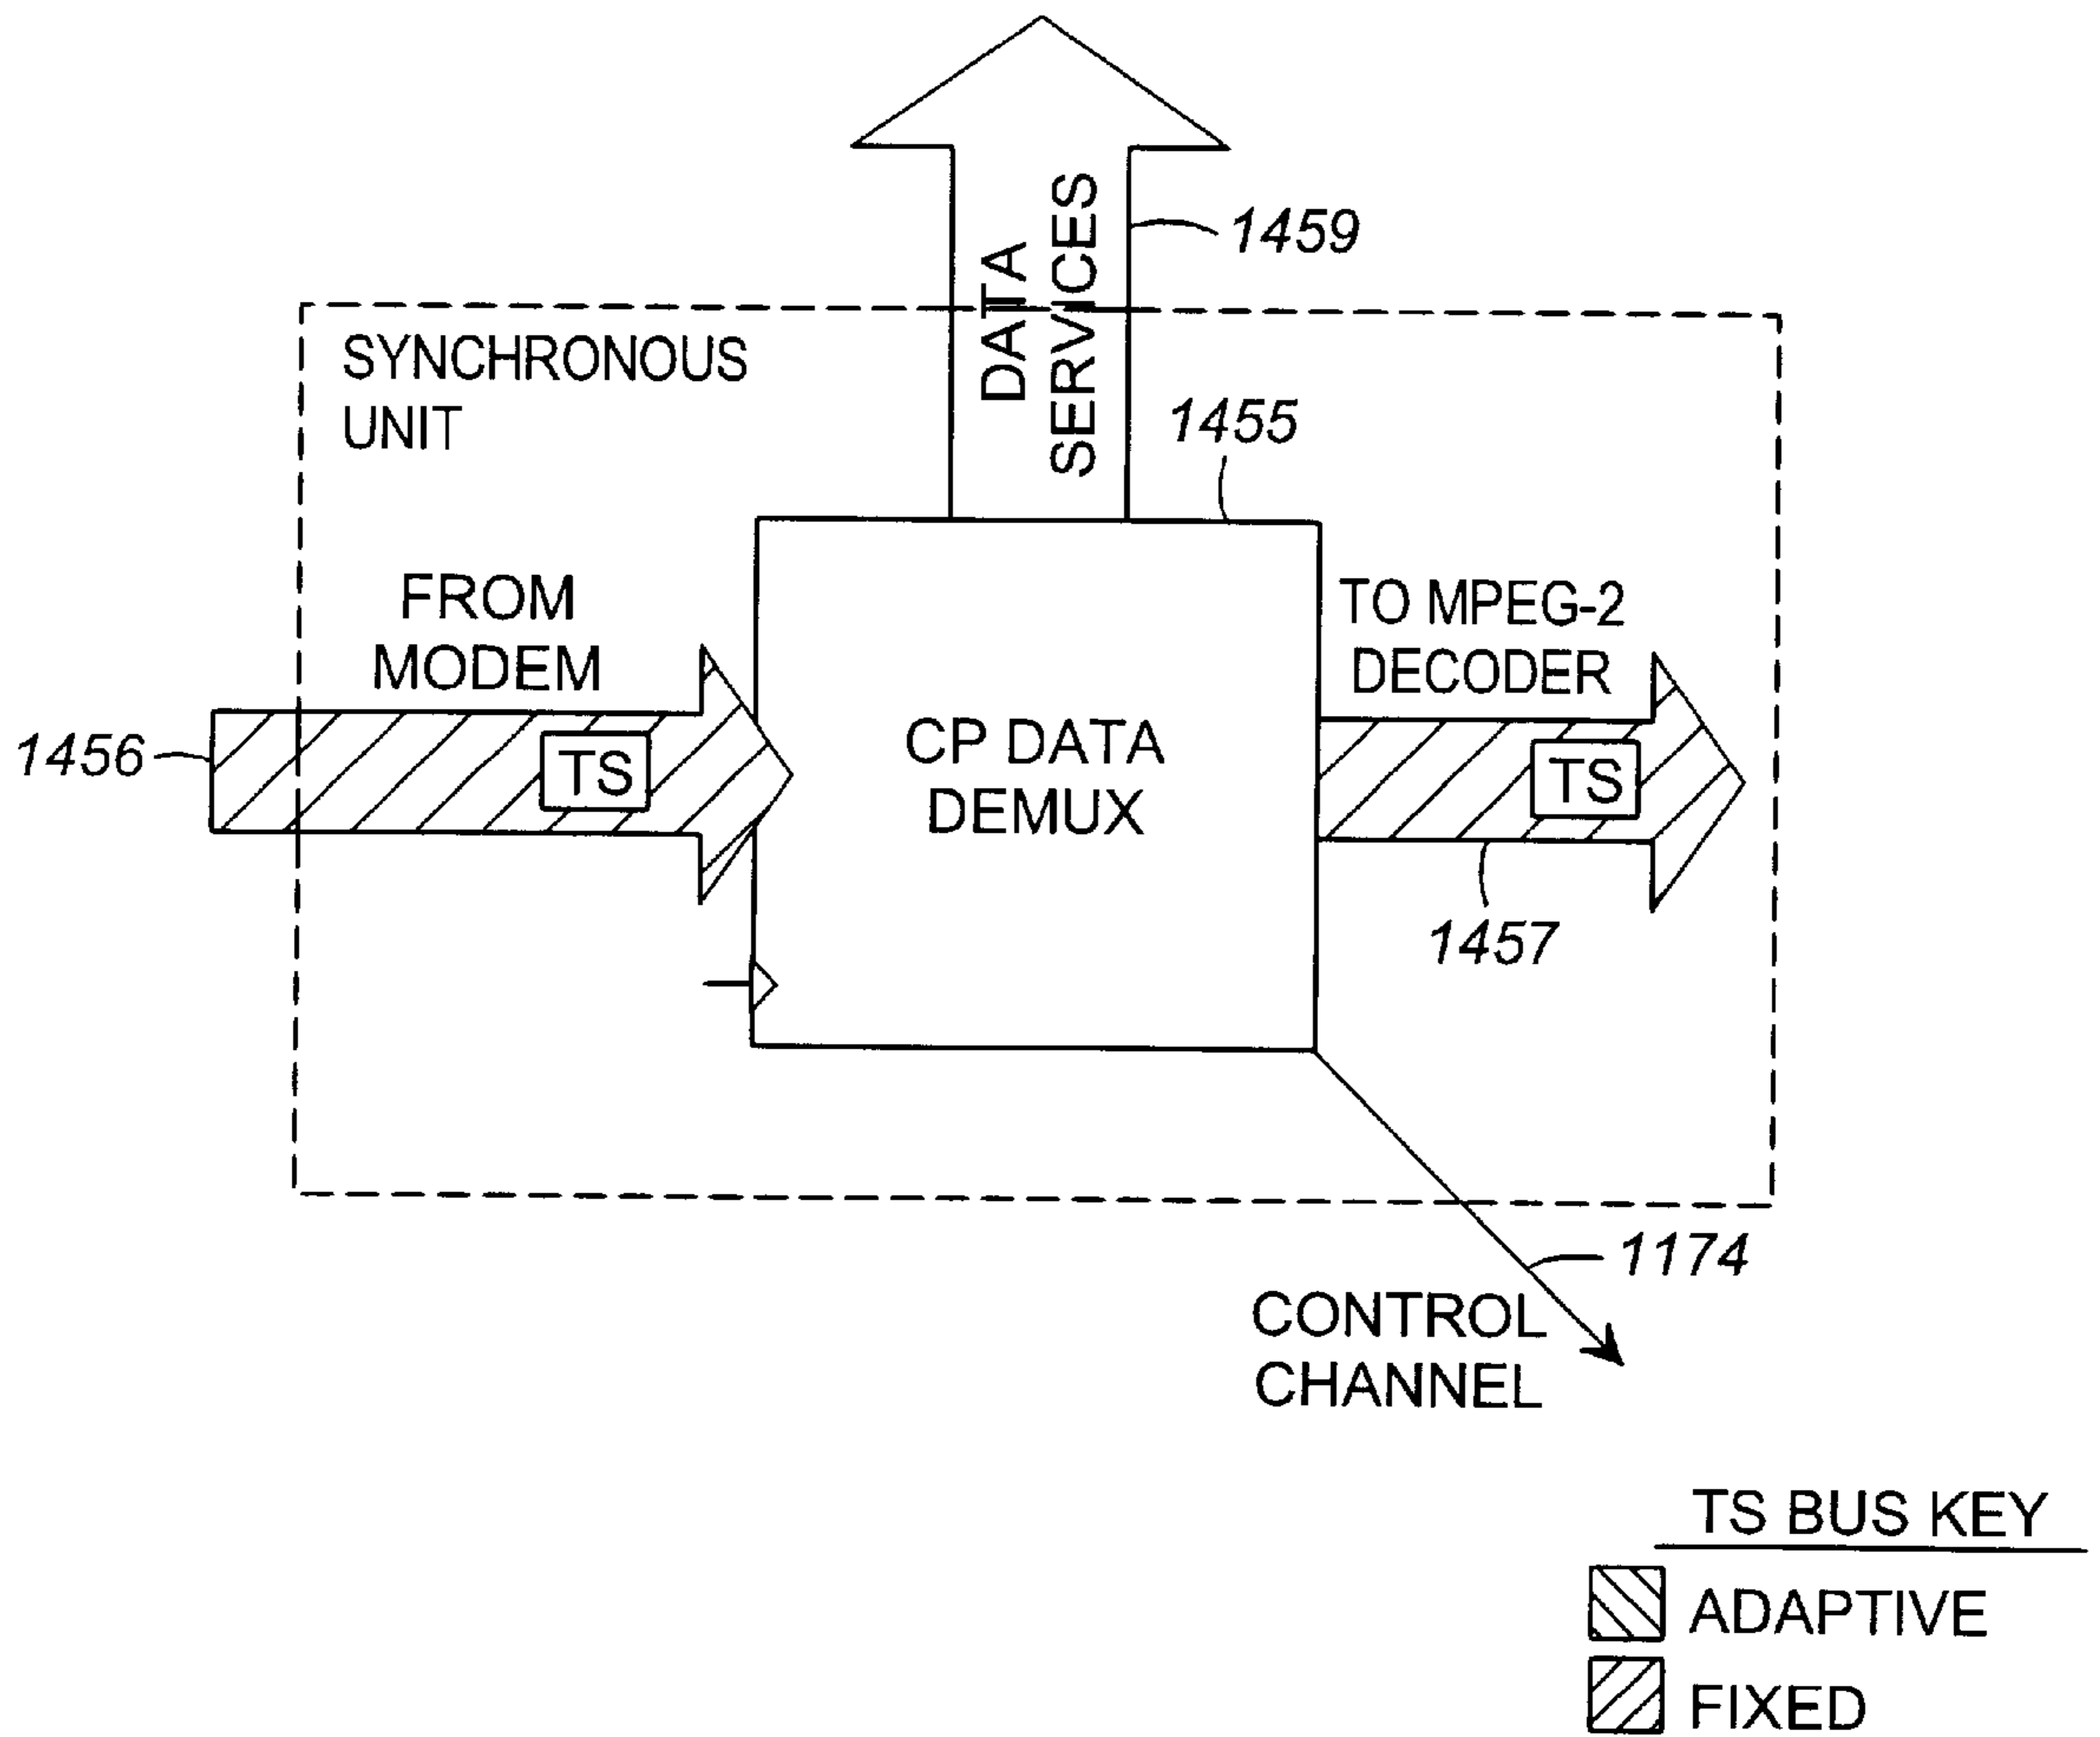 DATA
SERVICES
1459
SYNCHRONOUS
UNIT
1455
FROM
MODEM
TO MPEG-2
DECODER
1456
TS
CP DATA
DEMUX
TS
1457
1174
CONTROL
CHANNEL
TS BUS KEY
ADAPTIVE
FIXED